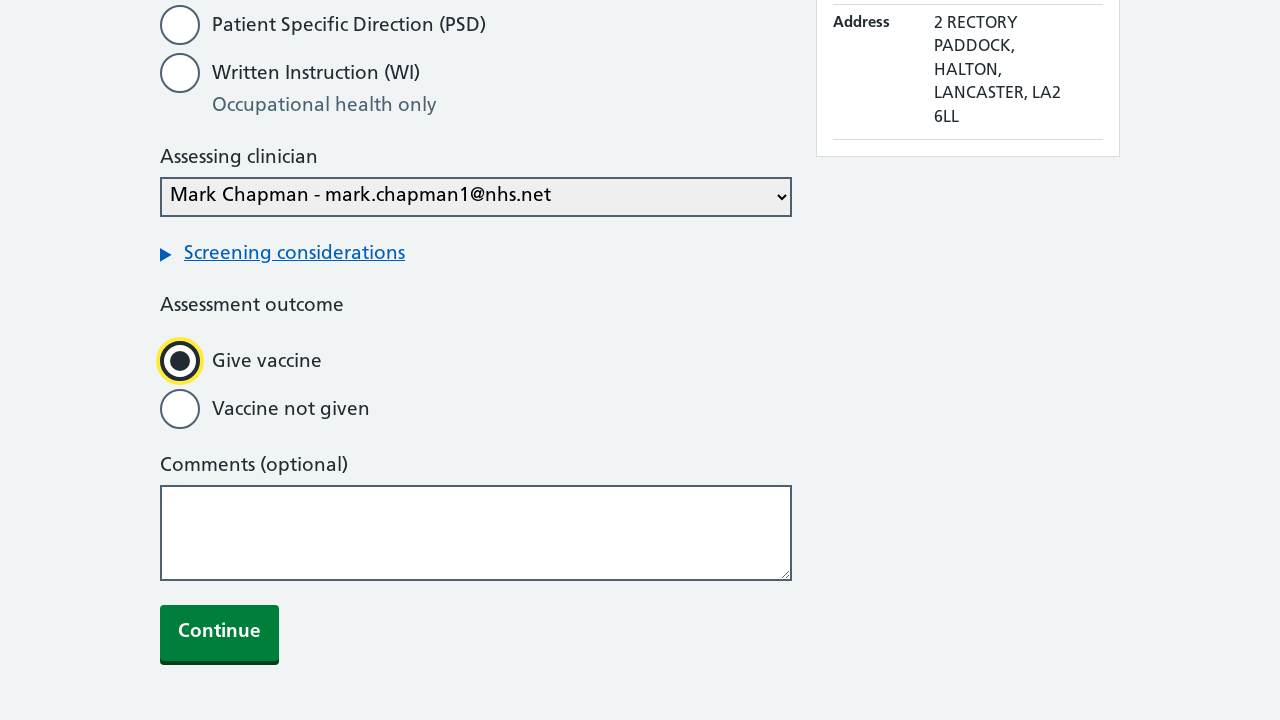 Patient Specific Direction (PSD)
Written Instruction (WI)
Occupational health only
Assessing clinician
Mark Chapman - mark.chapman1@nhs.net
Screening considerations
Assessment outcome
Give vaccine
Vaccine not given
Comments (optional)
Continue
Address
2 RECTORY
PADDOCK,
HALTON,
LANCASTER, LA2
6LL